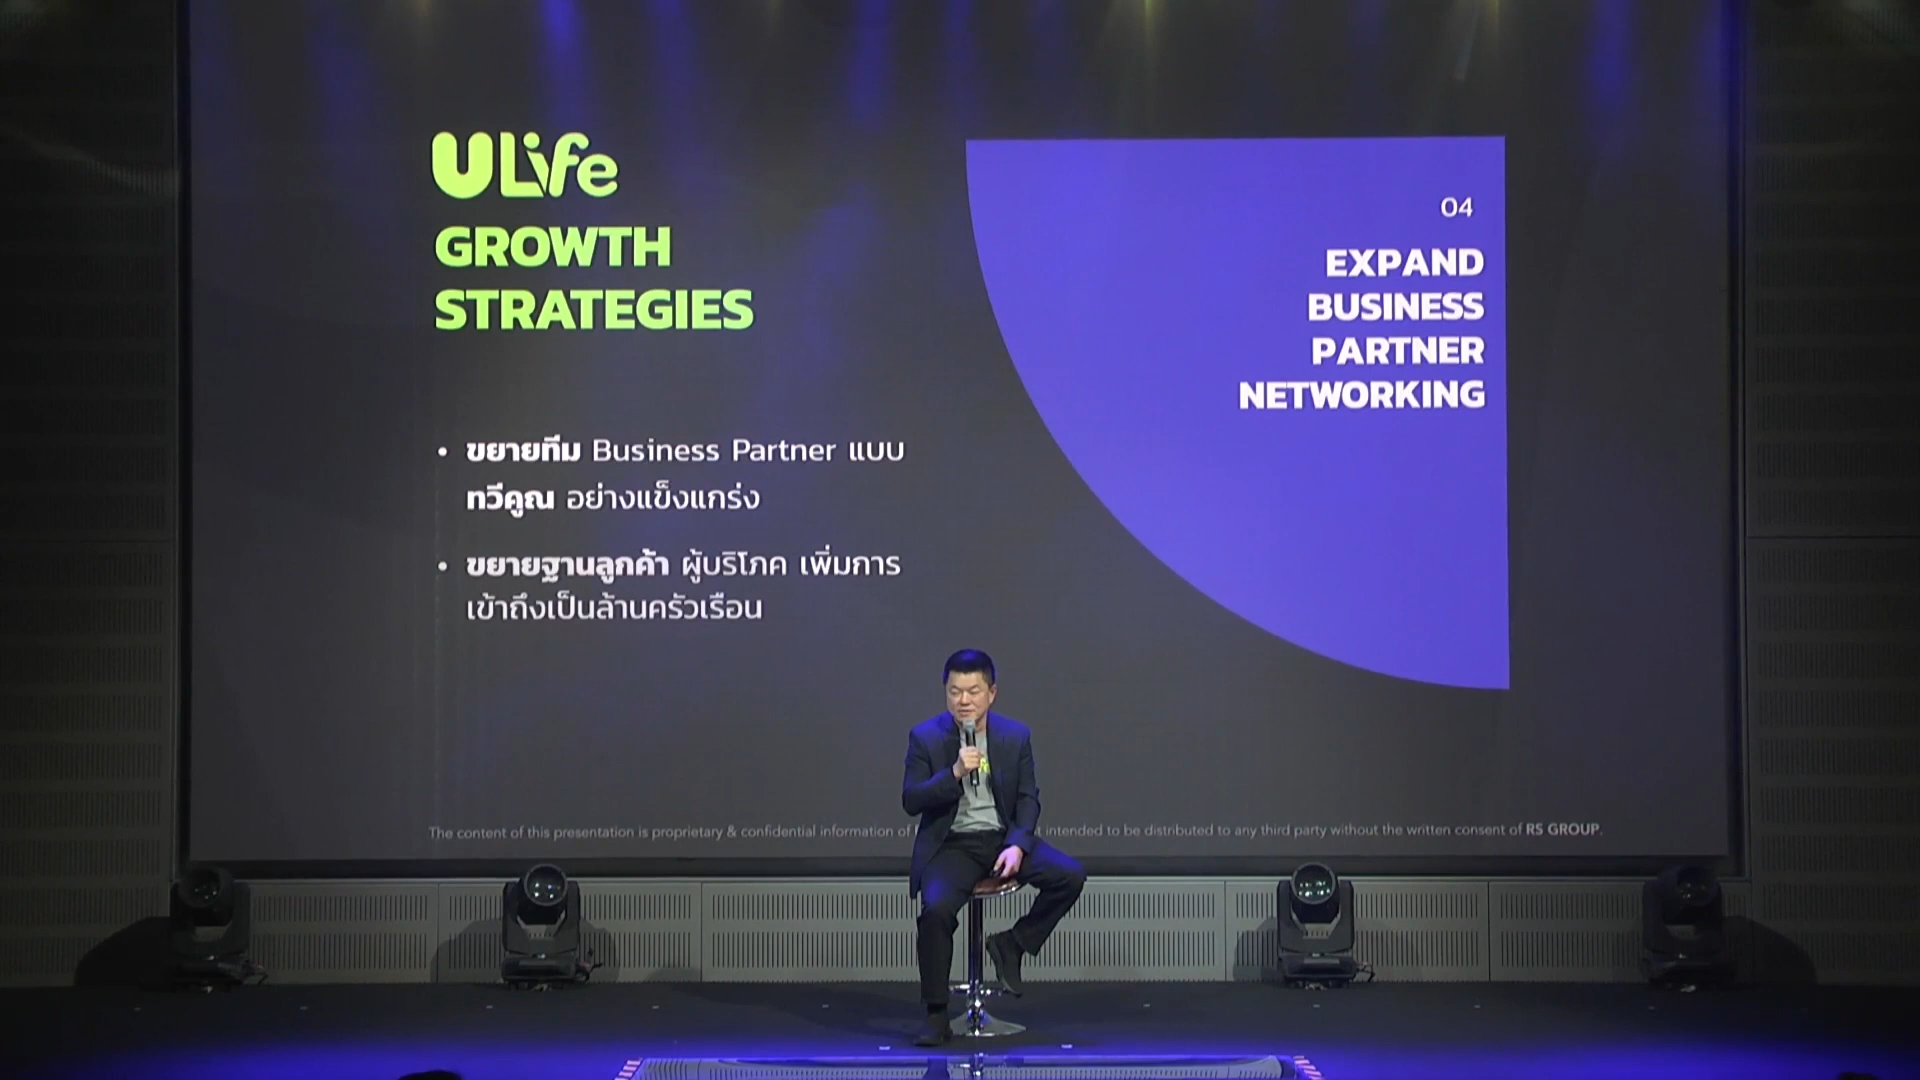 ULife
GROWTH
STRATEGIES
04
EXPAND
BUSINESS
PARTNER
NETWORKING
• ขยายทีม Business Partner แบบ
ทวีคูณ อย่างแข็งแกร่ง
• ขยายฐานลูกค้า ผู้บริโภค เพิ่มการ
เข้าถึงเป็นล้านครัวเรือน
The content of this presentation is proprietary & confidential information of intended to be distributed to any third party without the written consent of RS GROUP.